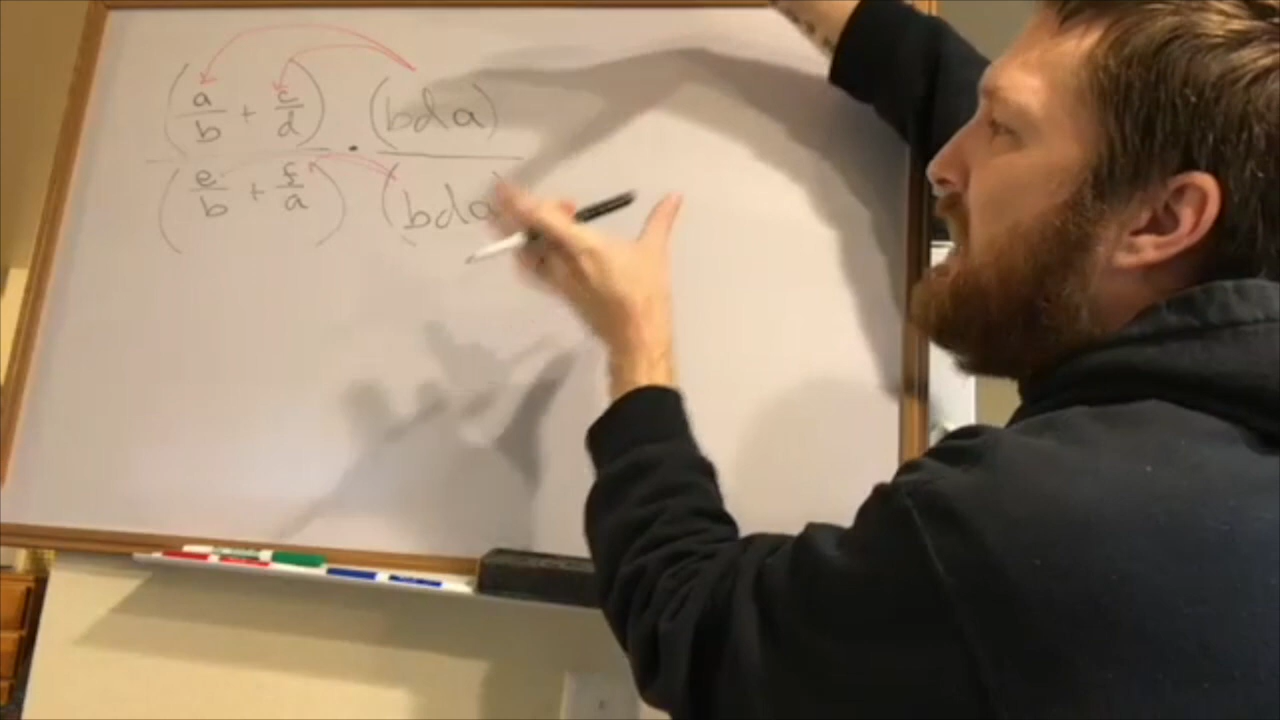 (a/b + c/d) · (bda)
(e/b + f/a) (bda